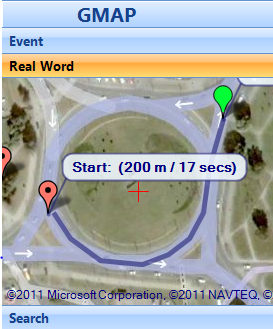 GMAP
Event
Real Word
Start: (200 m / 17 secs)
©2011 Microsoft Corporation, ©2011 NAVTEQ, ©
Search